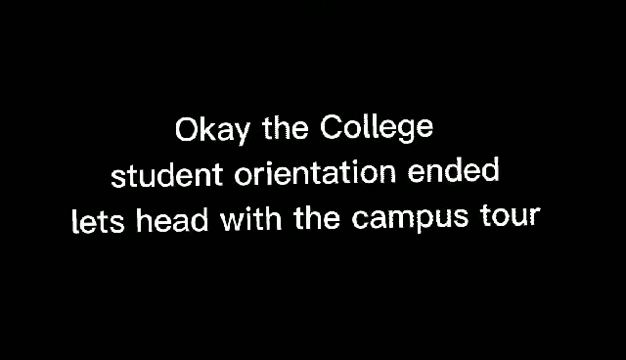 Okay the College
student orientation ended
lets head with the campus tour